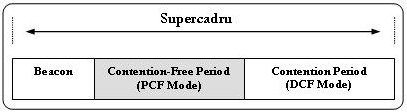 Supercadru
Beacon
Contention-Free Period
(PCF Mode)
Contention Period
(DCF Mode)